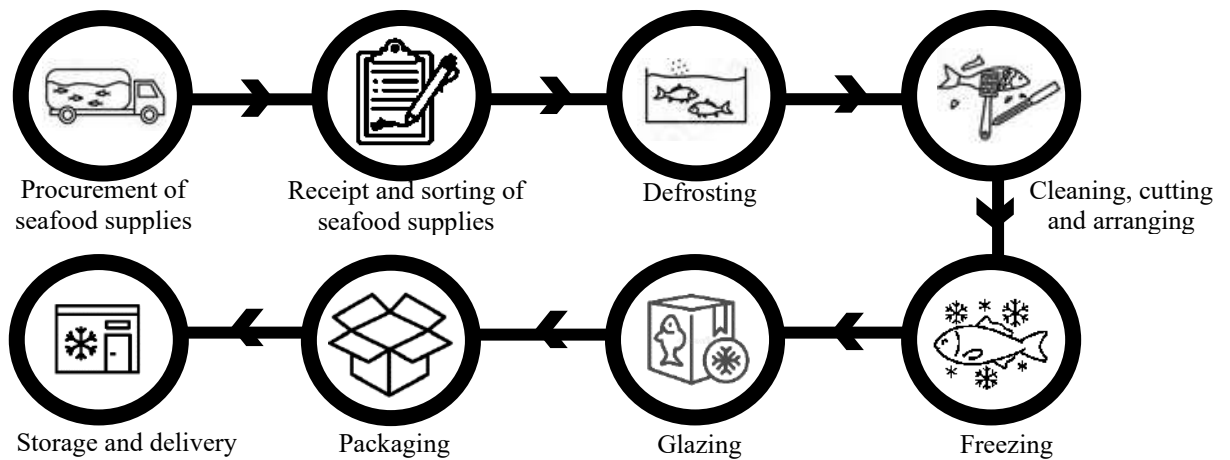 Procurement of
seafood supplies
Receipt and sorting of
seafood supplies
Defrosting
Cleaning, cutting
and arranging
Storage and delivery
Packaging
Glazing
Freezing